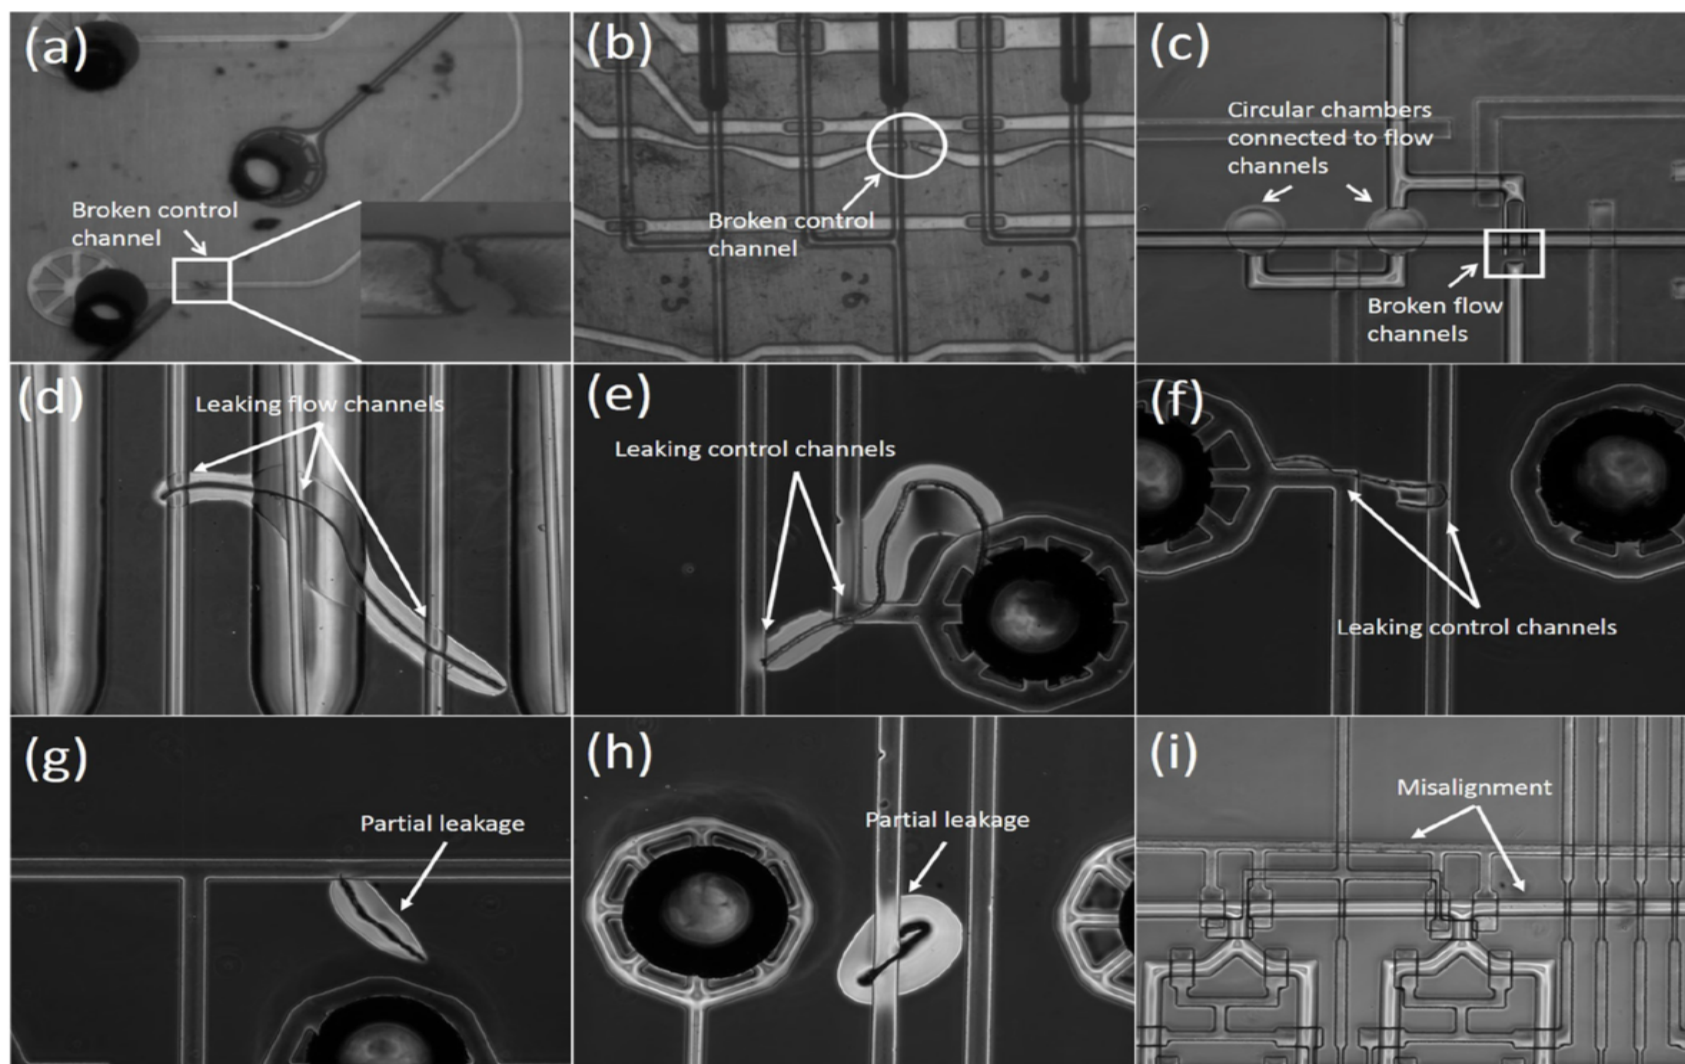 (a)
Broken control
channel
(b)
Broken control
channel
(c)
Circular chambers
connected to flow
channels
Broken flow
channels
(d)
Leaking flow channels
(e)
Leaking control channels
(f)
Leaking control channels
(g)
Partial leakage
(h)
Partial leakage
(i)
Misalignment